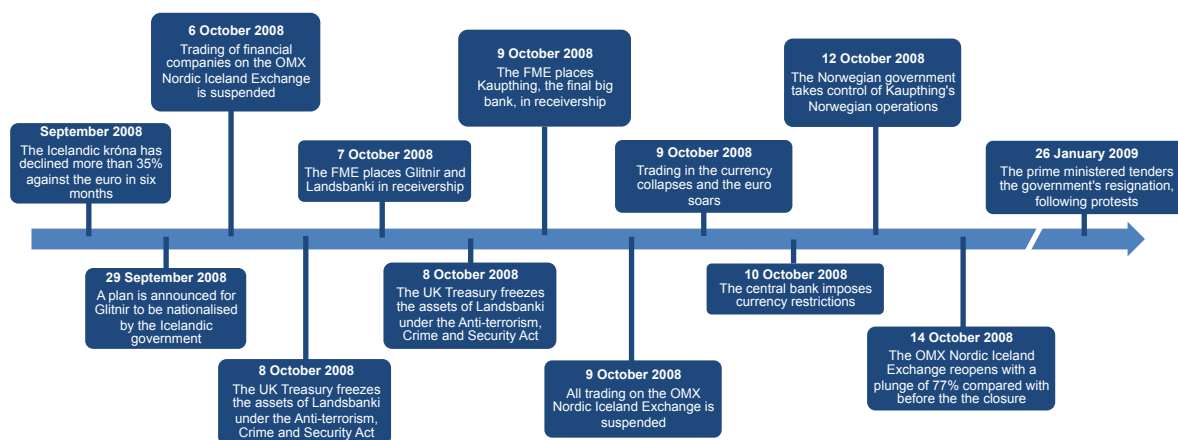 September 2008
The Icelandic króna has
declined more than 35%
against the euro in six
months
29 September 2008
A plan is announced for
Glitnir to be nationalised
by the Icelandic
government
6 October 2008
Trading of financial
companies on the OMX
Nordic Iceland Exchange
is suspended
8 October 2008
The UK Treasury freezes
the assets of Landsbanki
under the Anti-terrorism,
Crime and Security Act
7 October 2008
The FME places Glitnir and
Landsbanki in receivership
8 October 2008
The UK Treasury freezes
the assets of Landsbanki
under the Anti-terrorism,
Crime and Security Act
9 October 2008
The FME places
Kaupthing, the final big
bank, in receivership
9 October 2008
All trading on the OMX
Nordic Iceland Exchange is
suspended
9 October 2008
Trading in the currency
collapses and the euro
soars
10 October 2008
The central bank imposes
currency restrictions
12 October 2008
The Norwegian government
takes control of Kaupthing's
Norwegian operations
14 October 2008
The OMX Nordic Iceland
Exchange reopens with a
plunge of 77% compared with
before the the closure
26 January 2009
The prime ministered tenders
the government's resignation,
following protests